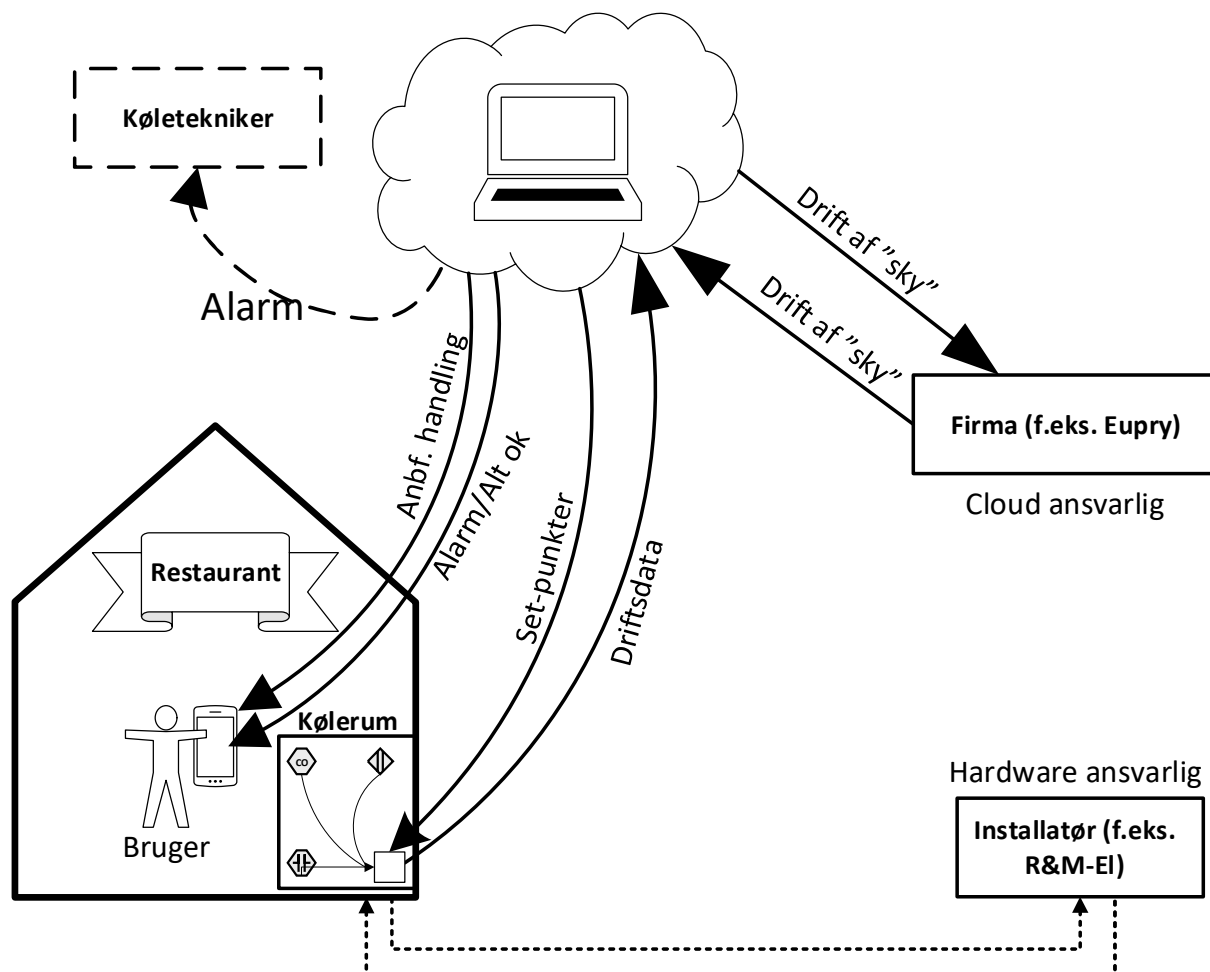 Køletekniker
Alarm
Drift af ”sky”
Drift af ”sky”
Firma (f.eks. Eupry)
Cloud ansvarlig
Anbf. handling
Alarm/Alt ok
Set-punkter
Driftsdata
Restaurant
Kølerum
CO
Bruger
Hardware ansvarlig
Installatør (f.eks.
R&M-El)